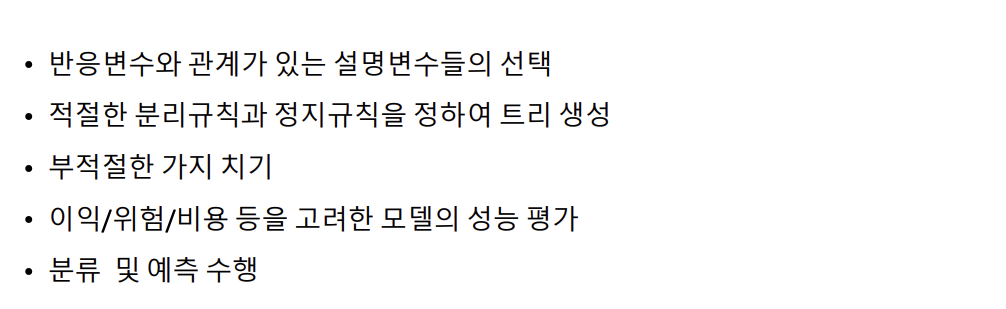 • 반응변수와 관계가 있는 설명변수들의 선택
• 적절한 분리규칙과 정지규칙을 정하여 트리 생성
• 부적절한 가지 치기
• 이익/위험/비용 등을 고려한 모델의 성능 평가
• 분류 및 예측 수행